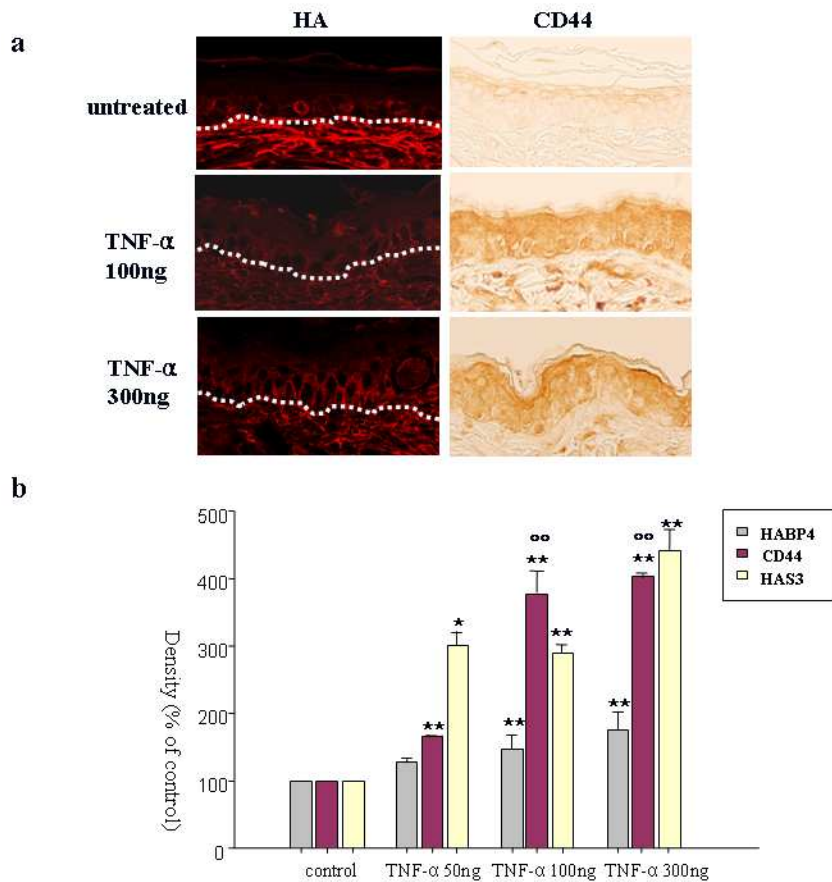 HA CD44
a
untreated
TNF-α
100ng
TNF-α
300ng
b
500
400
300
200
100
0
Density (% of control)
oo
**
oo
**
**
*
**
**
**
**
HABP4
CD44
HAS3
control TNF-α 50ng TNF-α 100ng TNF-α 300ng